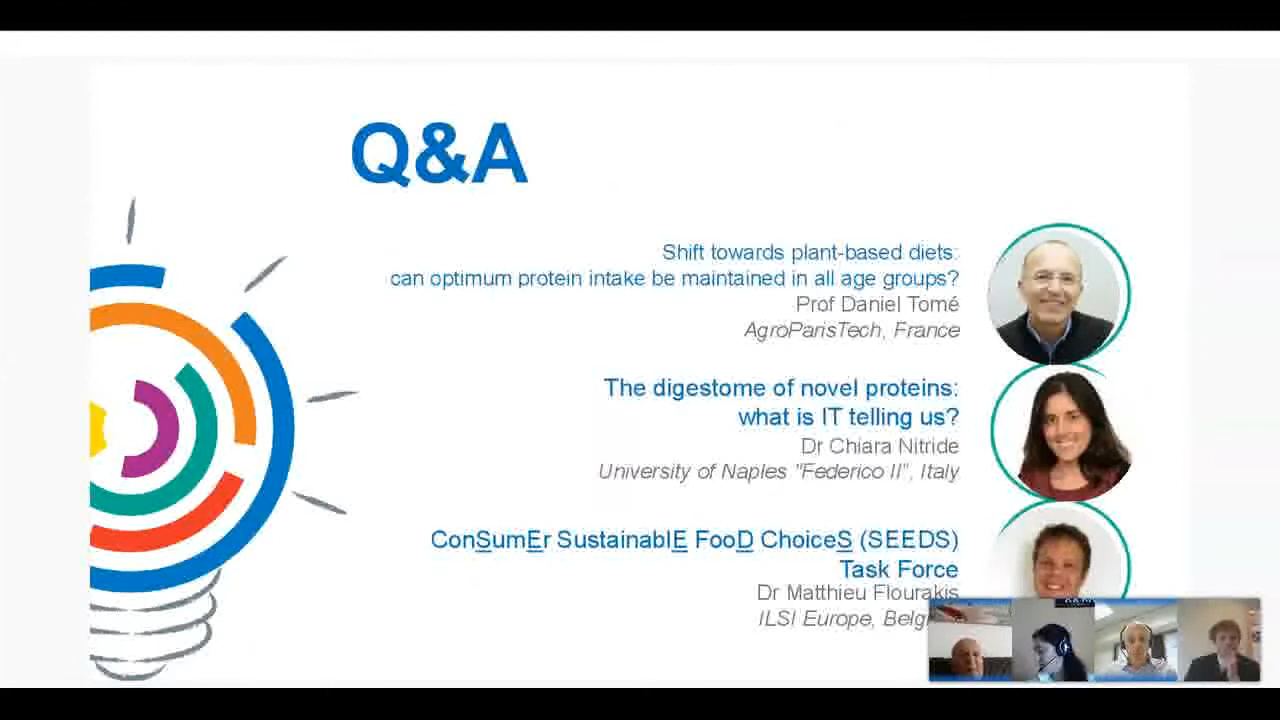 Q&A
Shift towards plant-based diets:
can optimum protein intake be maintained in all age groups?
Prof Daniel Tomé
AgroParisTech, France
The digestome of novel proteins:
what is IT telling us?
Dr Chiara Nitride
University of Naples "Federico II", Italy
ConSumEr SustainablE FooD ChoiceS (SEEDS)
Task Force
Dr Matthieu Flourakis
ILSI Europe,